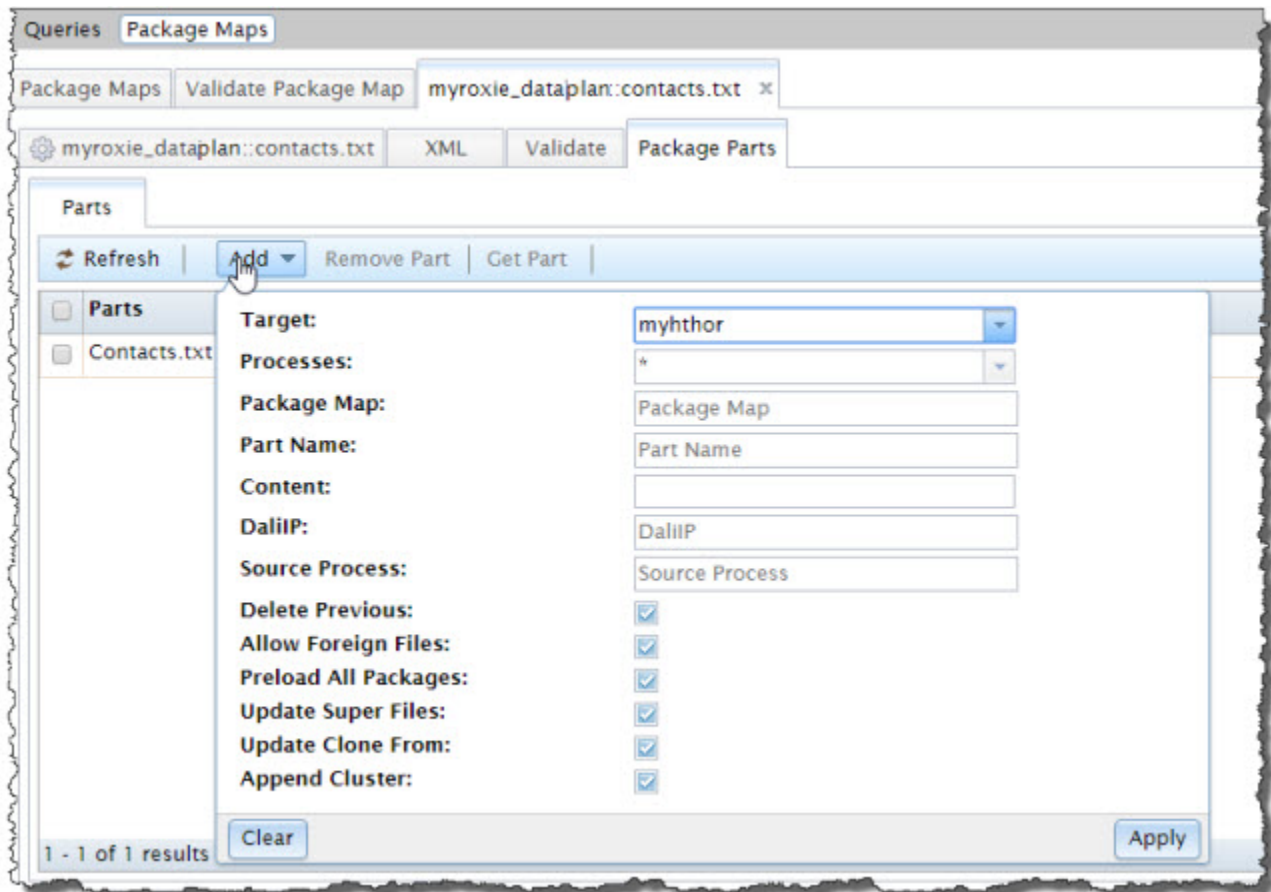 Queries Package Maps
Package Maps Validate Package Map myroxie_dataplan::contacts.txt x
myroxie_dataplan::contacts.txt XML Validate Package Parts
Parts
Refresh Add Remove Part Get Part
Parts
Contacts.txt
Target: myhthor
Processes: *
Package Map: Package Map
Part Name: Part Name
Content:
DaliIP: DaliIP
Source Process: Source Process
Delete Previous:
Allow Foreign Files:
Preload All Packages:
Update Super Files:
Update Clone From:
Append Cluster:
Clear Apply
1 - 1 of 1 results